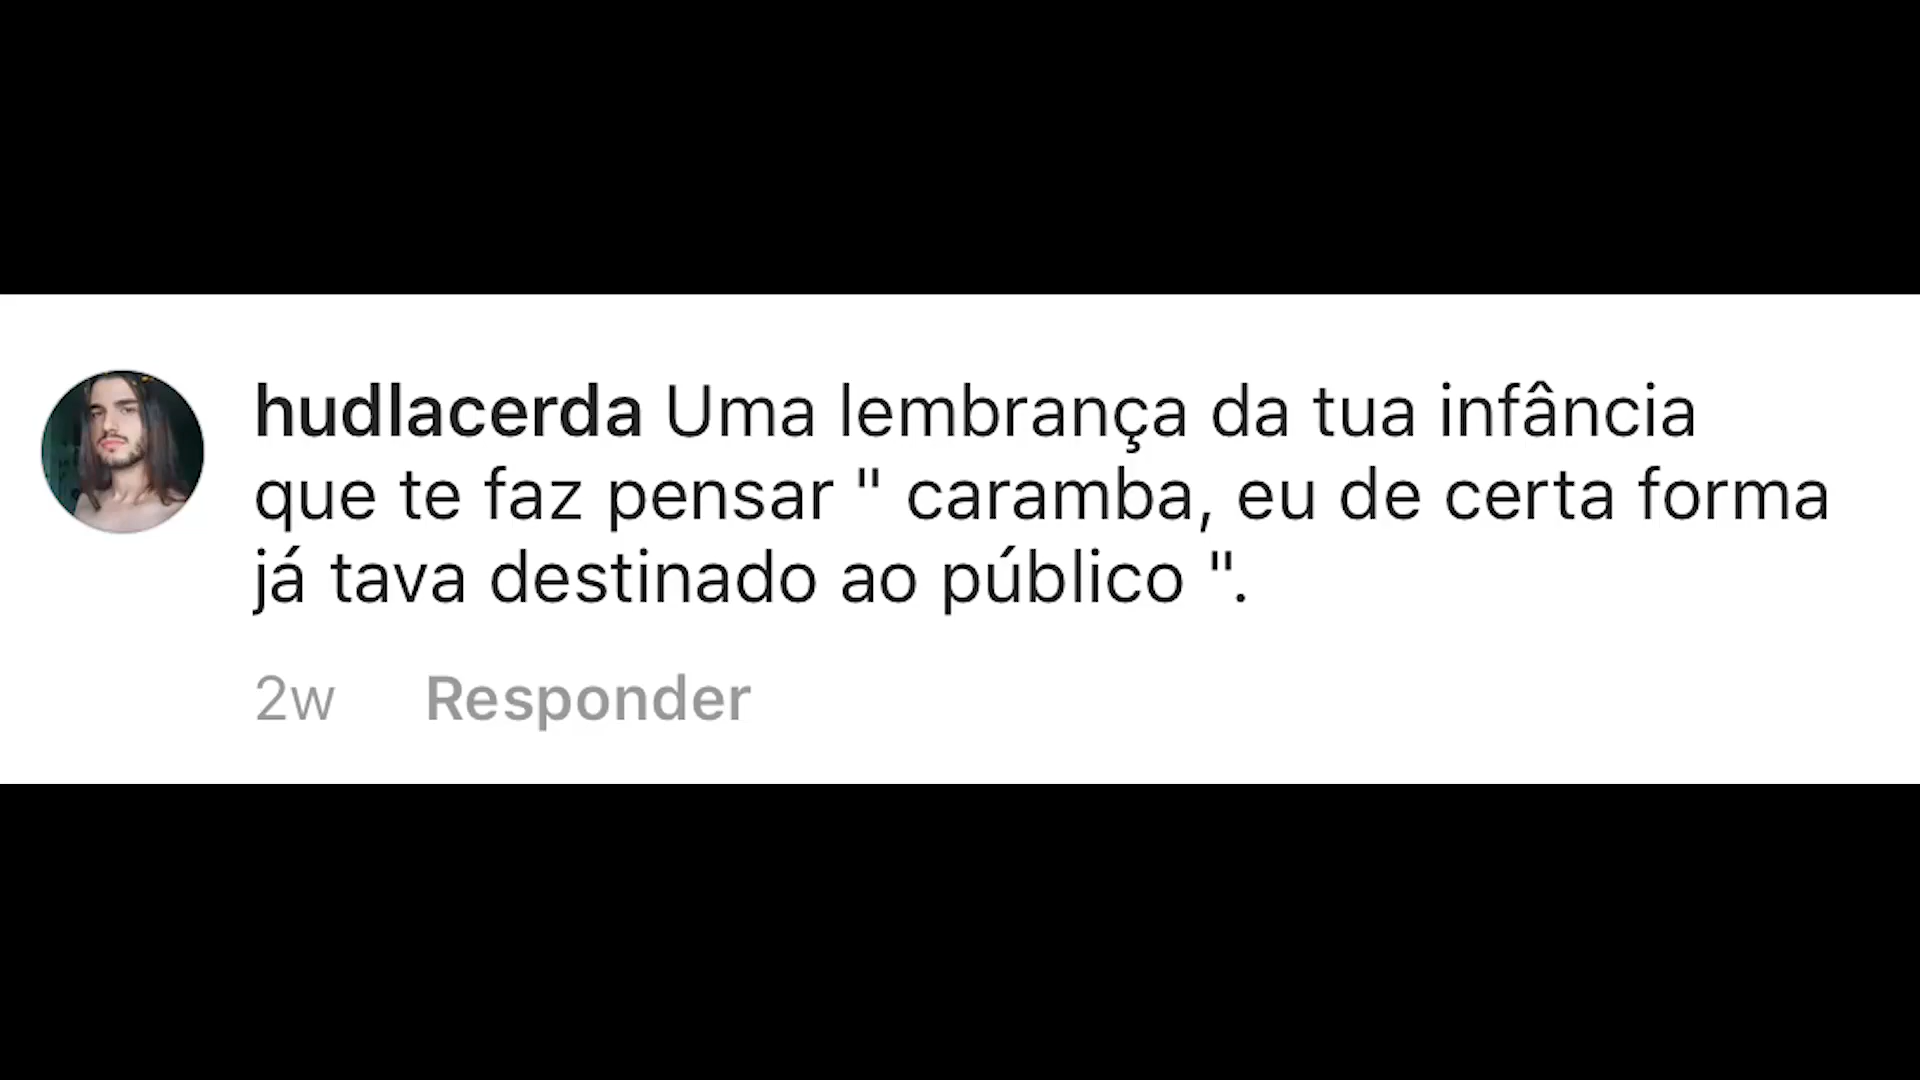 hudlacerda Uma lembrança da tua infância
que te faz pensar " caramba, eu de certa forma
já tava destinado ao público ".
2w Responder